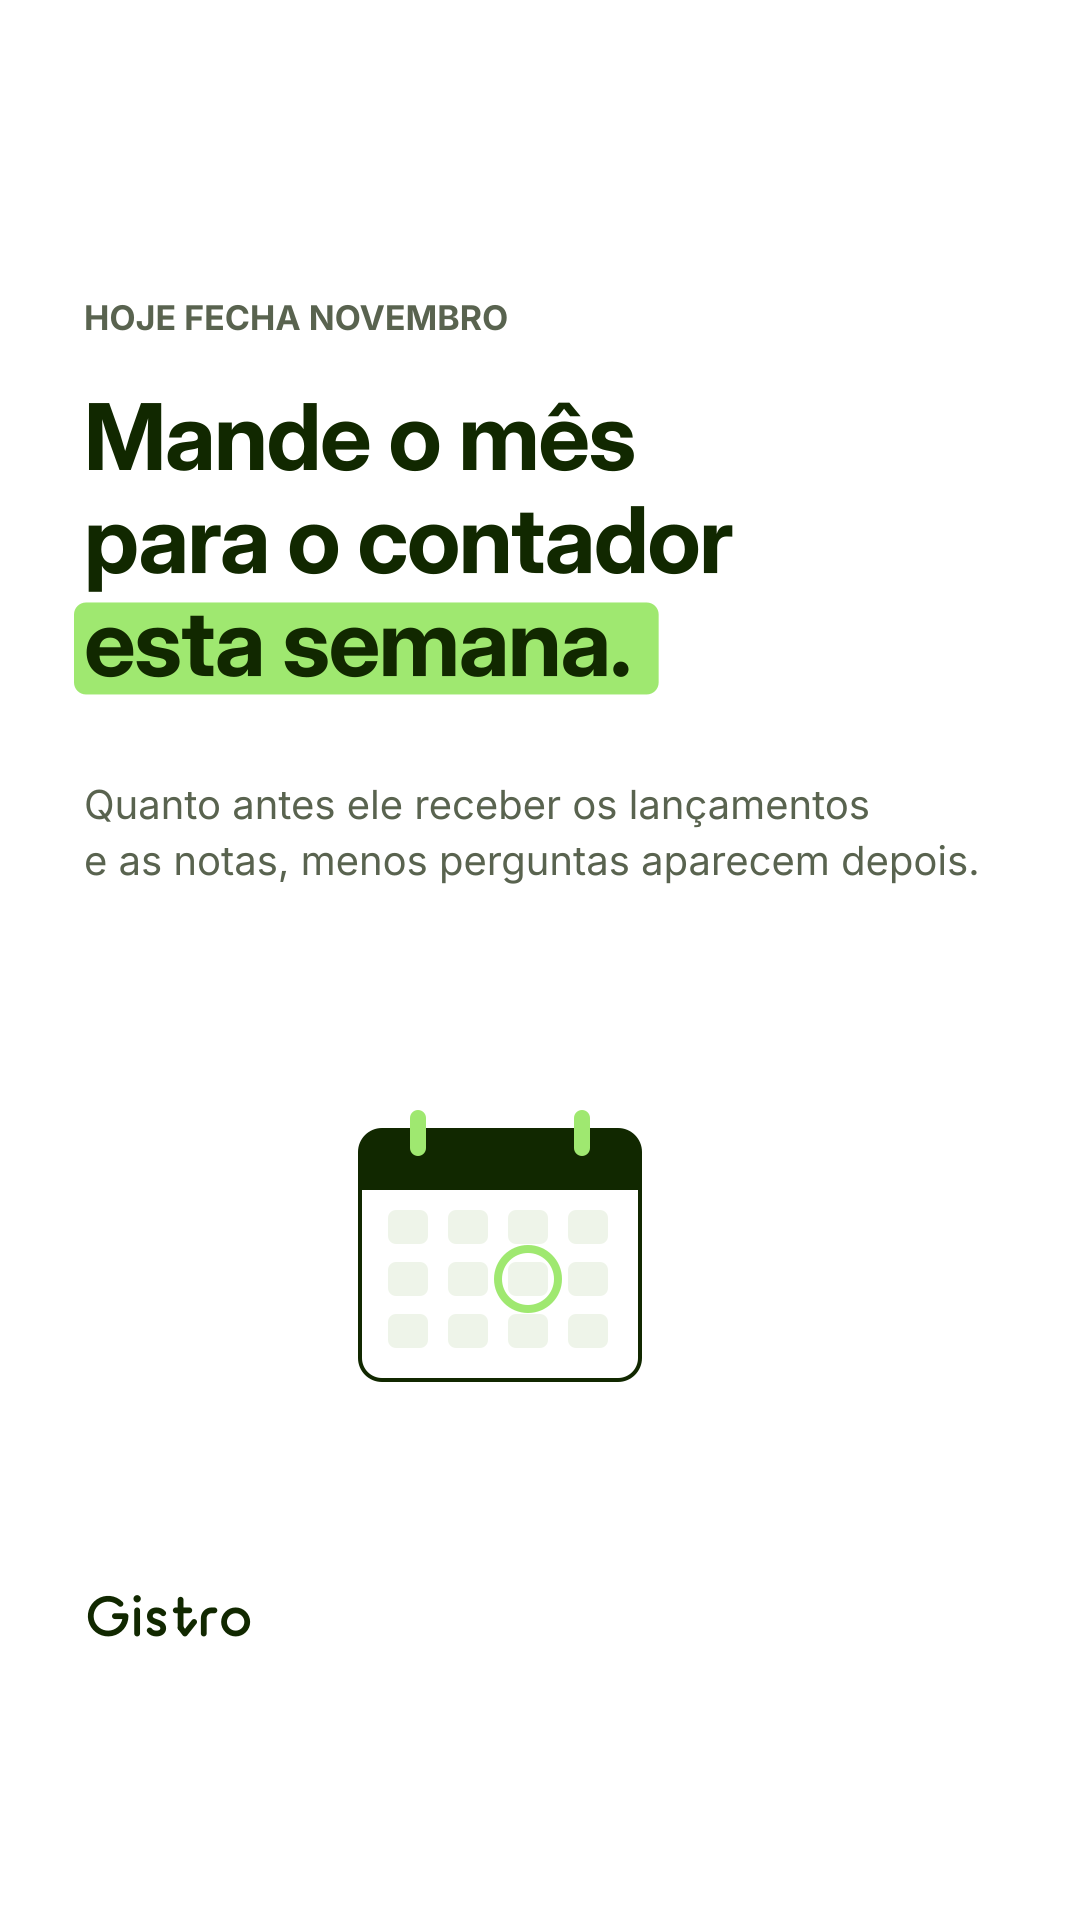 HOJE FECHA NOVEMBRO
Mande o mês
para o contador
esta semana.
Quanto antes ele receber os lançamentos
e as notas, menos perguntas aparecem depois.
Gistro